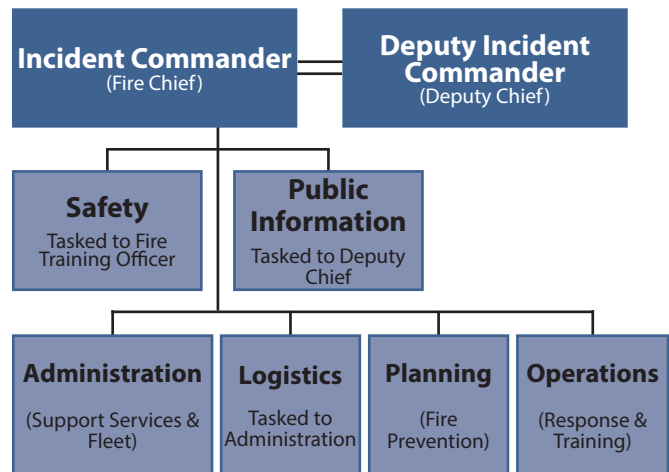 Incident Commander
(Fire Chief)
Deputy Incident
Commander
(Deputy Chief)
Safety
Tasked to Fire
Training Officer
Public
Information
Tasked to Deputy
Chief
Administration
(Support Services &
Fleet)
Logistics
Tasked to
Administration
Planning
(Fire
Prevention)
Operations
(Response &
Training)